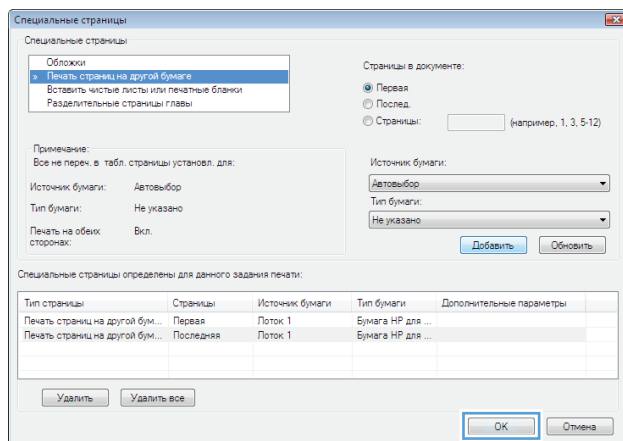 Специальные страницы
Специальные страницы
Обложки
» Печать страниц на другой бумаге
Вставить чистые листы или печатные бланки
Разделительные страницы главы
Страницы в документе:
Первая
Послед.
Страницы: (например, 1, 3, 5-12)
Примечание:
Все не переч. в табл. страницы установл. для:
Источник бумаги: Автовыбор
Тип бумаги: Не указано
Печать на обеих сторонах: Вкл.
Источник бумаги:
Автовыбор
Тип бумаги:
Не указано
Добавить Обновить
Специальные страницы определены для данного задания печати:
Тип страницы Страницы Источник бумаги Тип бумаги Дополнительные параметры
Печать страниц на другой бум... Первая Лоток 1 Бумага HP для ...
Печать страниц на другой бум... Последняя Лоток 1 Бумага HP для ...
Удалить Удалить все
OK Отмена